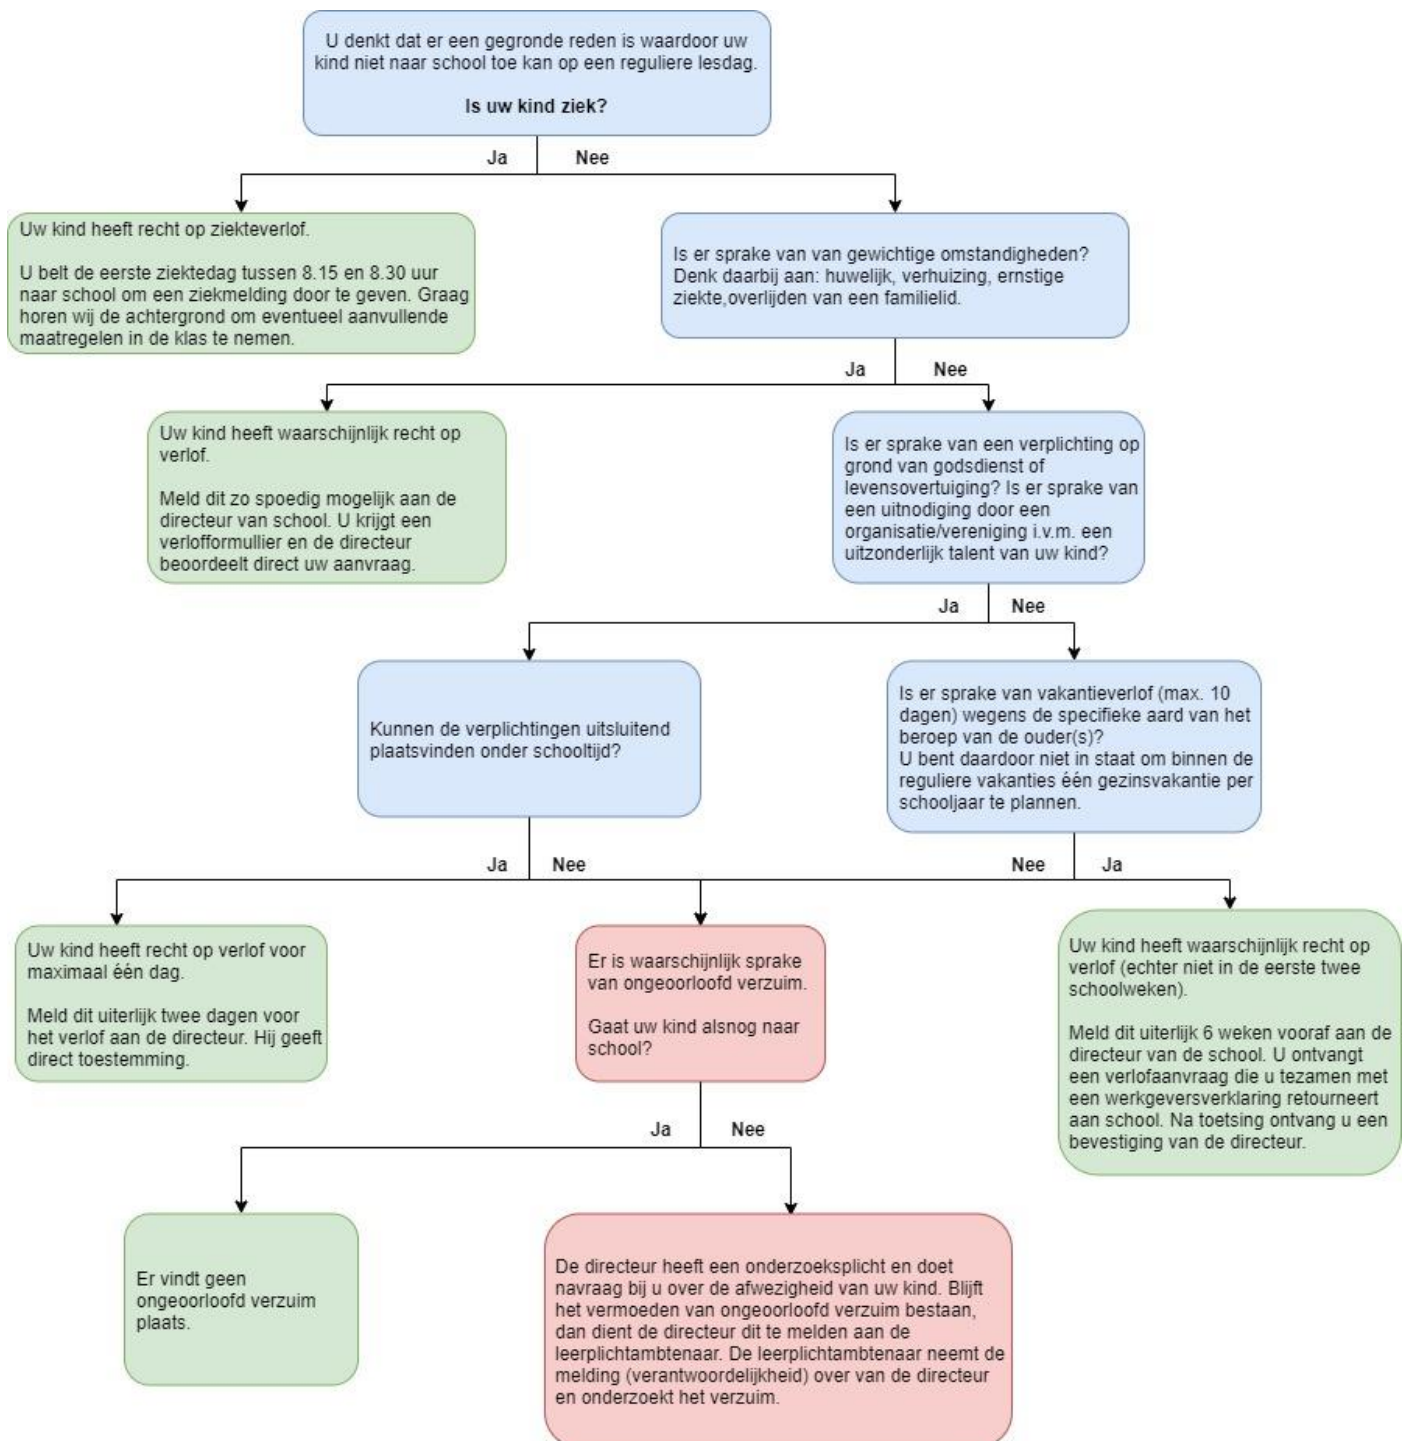 U denkt dat er een gegronde reden is waardoor uw
kind niet naar school toe kan op een reguliere lesdag.
Is uw kind ziek?
Ja
Nee
Uw kind heeft recht op ziekteverlof.
U belt de eerste ziektedag tussen 8.15 en 8.30 uur
naar school om een ziekmelding door te geven. Graag
horen wij de achtergrond om eventueel aanvullende
maatregelen in de klas te nemen.
Is er sprake van van gewichtige omstandigheden?
Denk daarbij aan: huwelijk, verhuizing, ernstige
ziekte,overlijden van een familielid.
Ja
Nee
Uw kind heeft waarschijnlijk recht op
verlof.
Meld dit zo spoedig mogelijk aan de
directeur van school. U krijgt een
verlofformullier en de directeur
beoordeelt direct uw aanvraag.
Is er sprake van een verplichting op
grond van godsdienst of
levensovertuiging? Is er sprake van
een uitnodiging door een
organisatie/vereniging i.v.m. een
uitzonderlijk talent van uw kind?
Ja
Nee
Kunnen de verplichtingen uitsluitend
plaatsvinden onder schooltijd?
Is er sprake van vakantieverlof (max. 10
dagen) wegens de specifieke aard van het
beroep van de ouder(s)?
U bent daardoor niet in staat om binnen de
reguliere vakanties één gezinsvakantie per
schooljaar te plannen.
Ja
Nee
Nee
Ja
Uw kind heeft recht op verlof voor
maximaal één dag.
Meld dit uiterlijk twee dagen voor
het verlof aan de directeur. Hij geeft
direct toestemming.
Er is waarschijnlijk sprake
van ongeoorloofd verzuim.
Gaat uw kind alsnog naar
school?
Uw kind heeft waarschijnlijk recht op
verlof (echter niet in de eerste twee
schoolweken).
Meld dit uiterlijk 6 weken vooraf aan de
directeur van de school. U ontvangt
een verlofaanvraag die u tezamen met
een werkgeversverklaring retourneert
aan school. Na toetsing ontvang u een
bevestiging van de directeur.
Ja
Nee
Er vindt geen
ongeoorloofd verzuim
plaats.
De directeur heeft een onderzoeksplicht en doet
navraag bij u over de afwezigheid van uw kind. Blijft
het vermoeden van ongeoorloofd verzuim bestaan,
dan dient de directeur dit te melden aan de
leerplichtambtenaar. De leerplichtambtenaar neemt de
melding (verantwoordelijkheid) over van de directeur
en onderzoekt het verzuim.